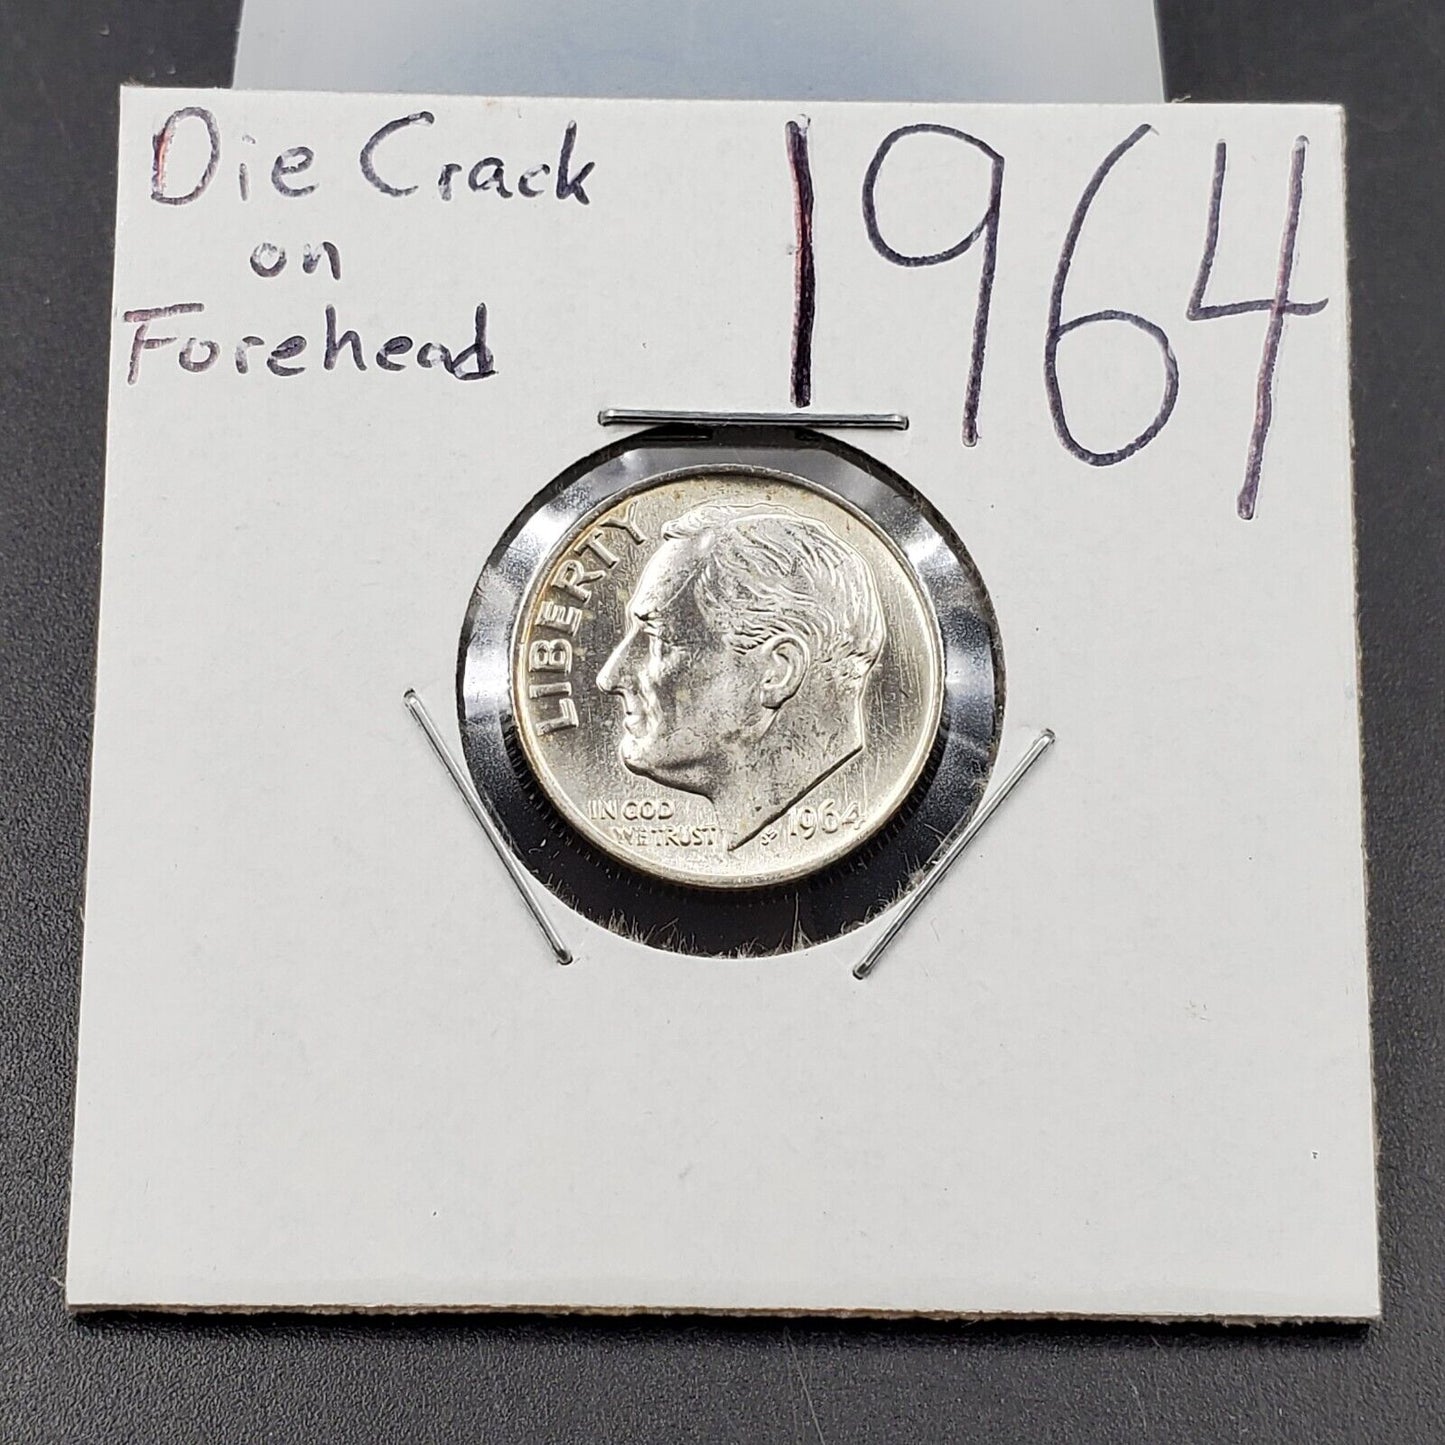 Die Crack
on
Forehead
1964
LIBERTY
IN GOD
WE TRUST
1964